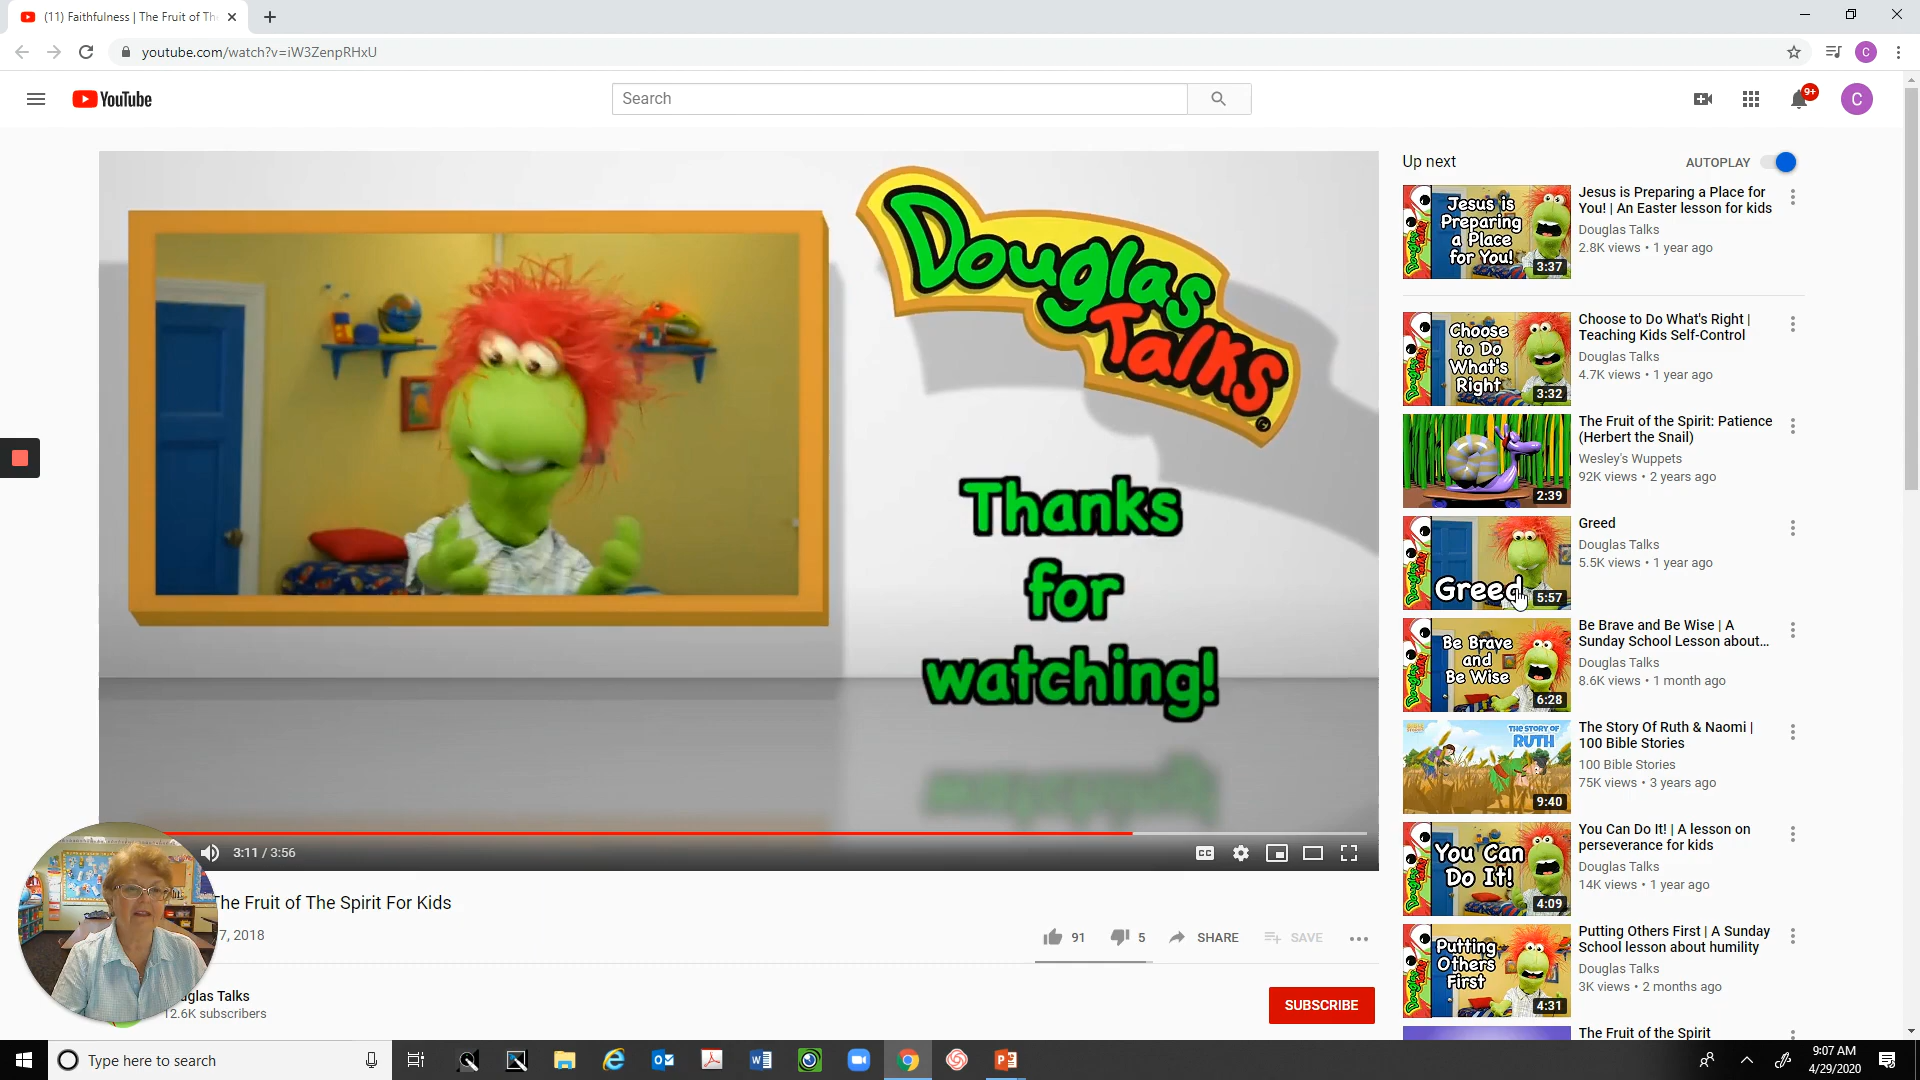 (11) Faithfulness | The Fruit of Th
youtube.com/watch?v=iW3ZenpRHxU
C
YouTube
Search
9+
C
Douglas
Talks
Thanks
for
watching!
3:11 / 3:56
CC
The Fruit of The Spirit For Kids
7, 2018
91
5
SHARE
SAVE
uglas Talks
12.6K subscribers
SUBSCRIBE
Up next
AUTOPLAY
Jesus is
Preparing
a Place
for You!
3:37
Jesus is Preparing a Place for
You! | An Easter lesson for kids
Douglas Talks
2.8K views • 1 year ago
Choose
to Do
What's
Right
3:32
Choose to Do What's Right |
Teaching Kids Self-Control
Douglas Talks
4.7K views • 1 year ago
2:39
The Fruit of the Spirit: Patience
(Herbert the Snail)
Wesley's Wuppets
92K views • 2 years ago
Greed
5:57
Greed
Douglas Talks
5.5K views • 1 year ago
Be Brave
and
Be Wise
6:28
Be Brave and Be Wise | A
Sunday School Lesson about...
Douglas Talks
8.6K views • 1 month ago
THE STORY OF
RUTH
9:40
The Story Of Ruth & Naomi |
100 Bible Stories
100 Bible Stories
75K views • 3 years ago
You Can
Do It!
4:09
You Can Do It! | A lesson on
perseverance for kids
Douglas Talks
14K views • 1 year ago
Putting
Others
First
4:31
Putting Others First | A Sunday
School lesson about humility
Douglas Talks
3K views • 2 months ago
The Fruit of the Spirit
Type here to search
9:07 AM
4/29/2020